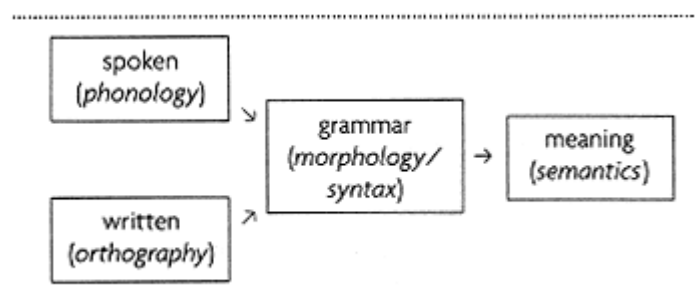 spoken
(phonology)
grammar
(morphology/
syntax)
meaning
(semantics)
written
(orthography)